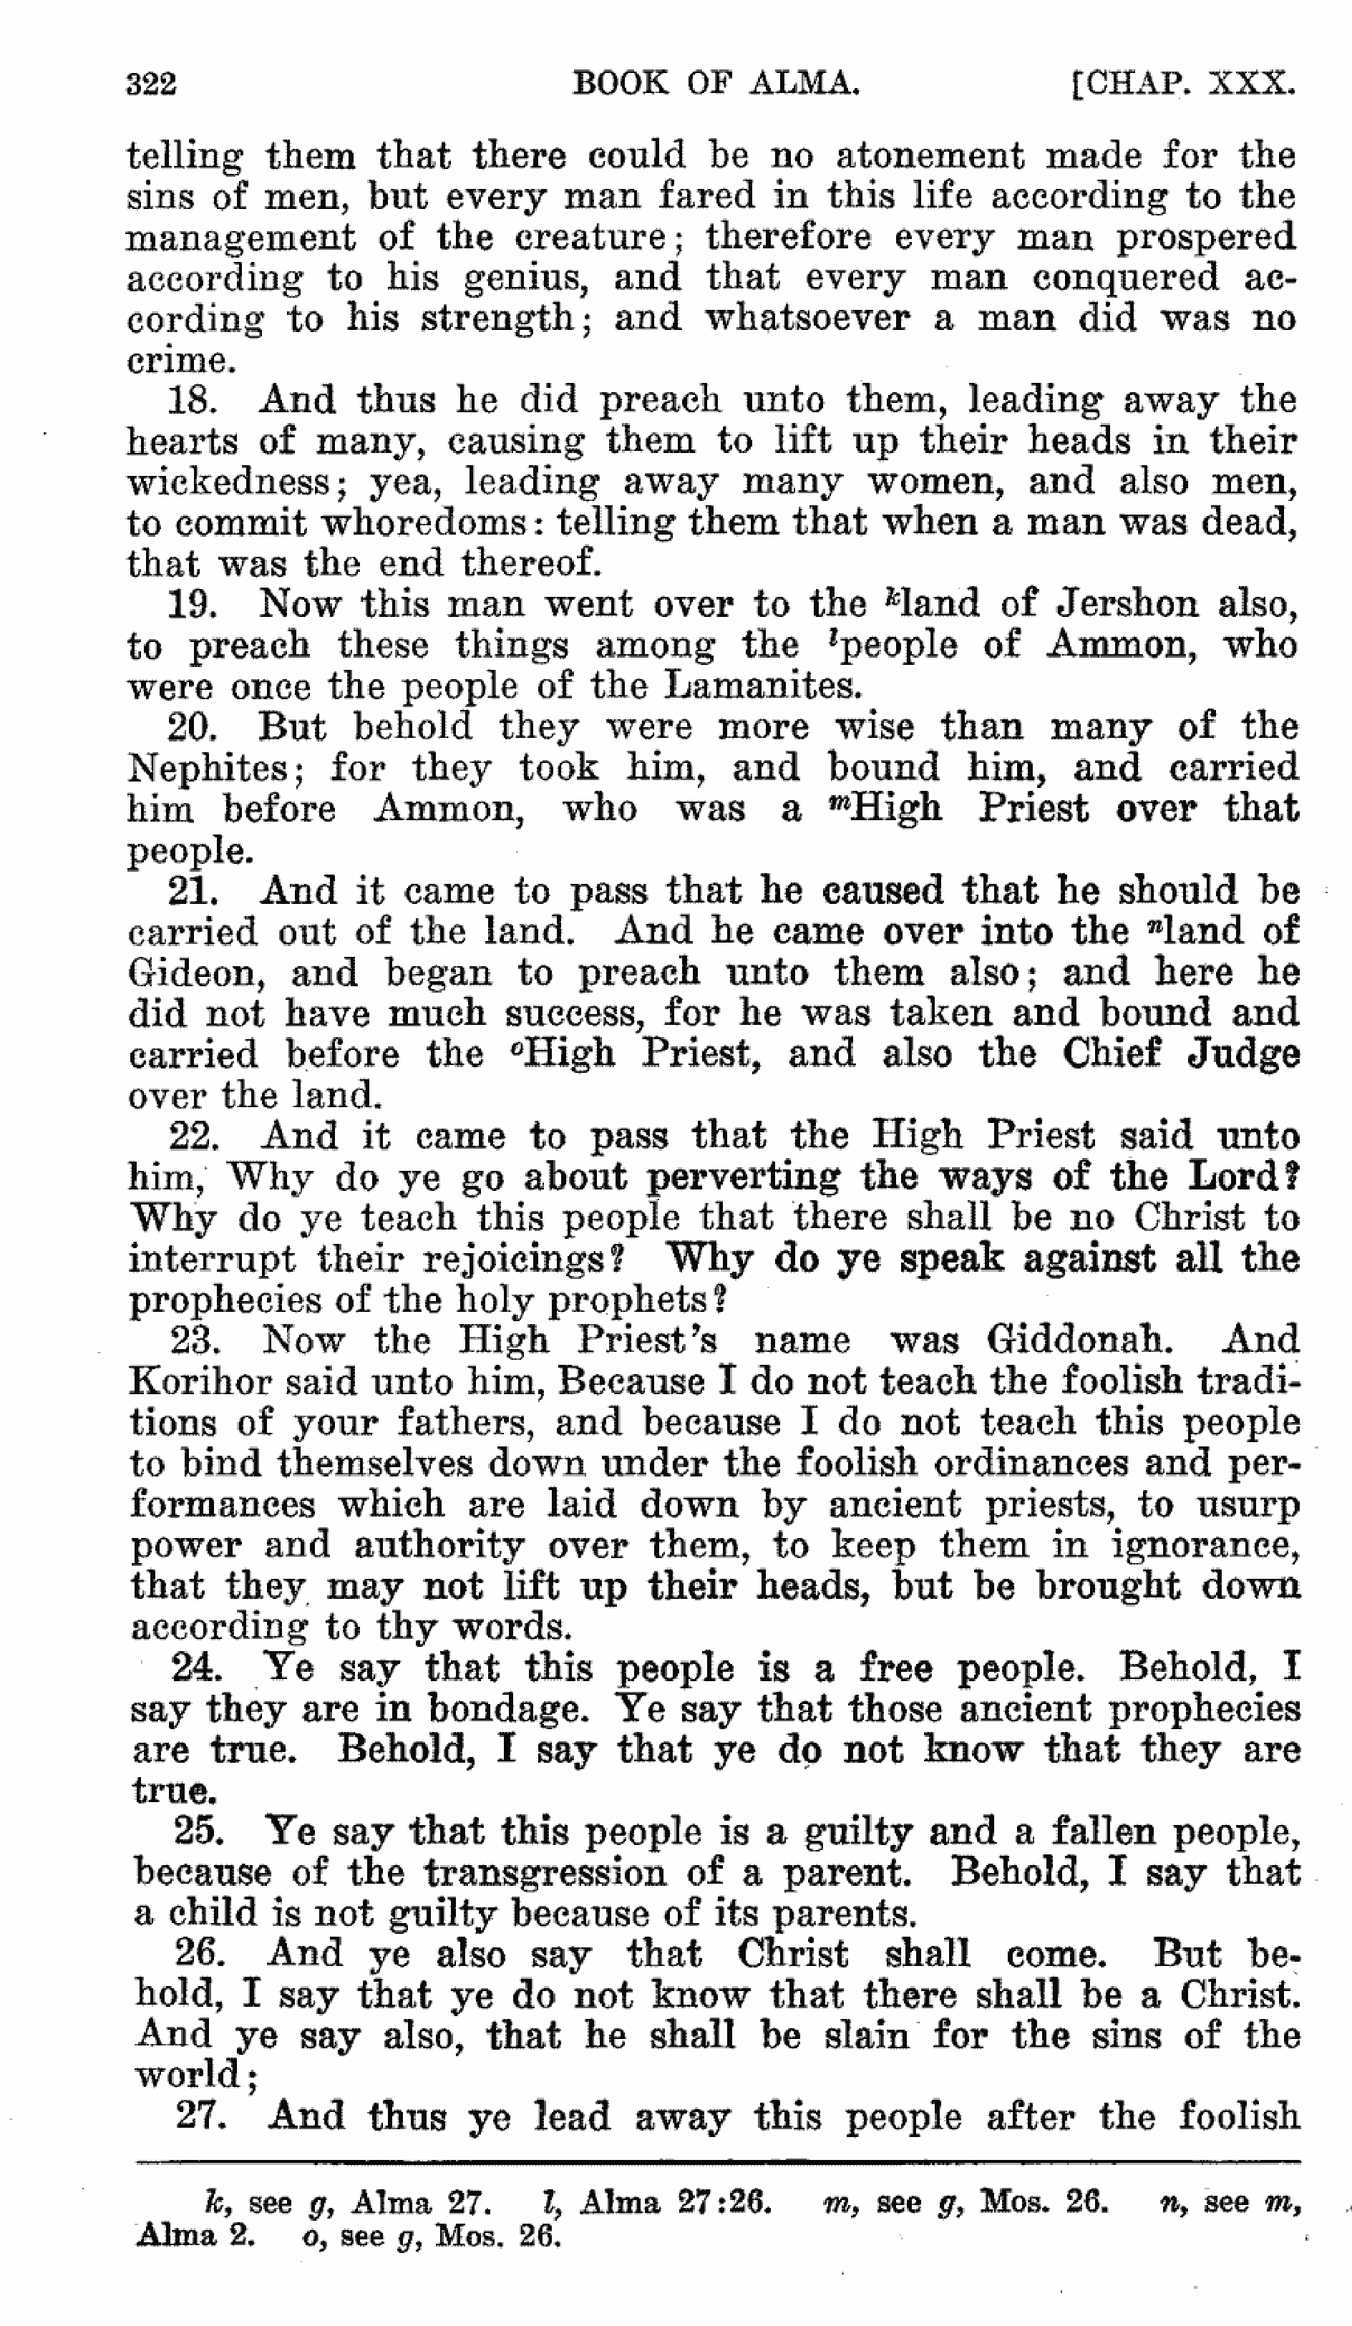 322 BOOK OF ALMA. [CHAP. XXX.
telling them that there could be no atonement made for the
sins of men, but every man fared in this life according to the
management of the creature; therefore every man prospered
according to his genius, and that every man conquered ac-
cording to his strength; and whatsoever a man did was no
crime.
18. And thus he did preach unto them, leading away the
hearts of many, causing them to lift up their heads in their
wickedness; yea, leading away many women, and also men,
to commit whoredoms: telling them that when a man was dead,
that was the end thereof.
19. Now this man went over to the ᵏland of Jershon also,
to preach these things among the ˡpeople of Ammon, who
were once the people of the Lamanites.
20. But behold they were more wise than many of the
Nephites; for they took him, and bound him, and carried
him before Ammon, who was a ᵐHigh Priest over that
people.
21. And it came to pass that he caused that he should be
carried out of the land. And he came over into the ⁿland of
Gideon, and began to preach unto them also; and here he
did not have much success, for he was taken and bound and
carried before the ᵒHigh Priest, and also the Chief Judge
over the land.
22. And it came to pass that the High Priest said unto
him, Why do ye go about perverting the ways of the Lord?
Why do ye teach this people that there shall be no Christ to
interrupt their rejoicings? Why do ye speak against all the
prophecies of the holy prophets?
23. Now the High Priest's name was Giddonah. And
Korihor said unto him, Because I do not teach the foolish tradi-
tions of your fathers, and because I do not teach this people
to bind themselves down under the foolish ordinances and per-
formances which are laid down by ancient priests, to usurp
power and authority over them, to keep them in ignorance,
that they may not lift up their heads, but be brought down
according to thy words.
24. Ye say that this people is a free people. Behold, I
say they are in bondage. Ye say that those ancient prophecies
are true. Behold, I say that ye do not know that they are
true.
25. Ye say that this people is a guilty and a fallen people,
because of the transgression of a parent. Behold, I say that
a child is not guilty because of its parents.
26. And ye also say that Christ shall come. But be-
hold, I say that ye do not know that there shall be a Christ.
And ye say also, that he shall be slain for the sins of the
world;
27. And thus ye lead away this people after the foolish
k, see g, Alma 27. l, Alma 27:26. m, see g, Mos. 26. n, see m,
Alma 2. o, see g, Mos. 26.